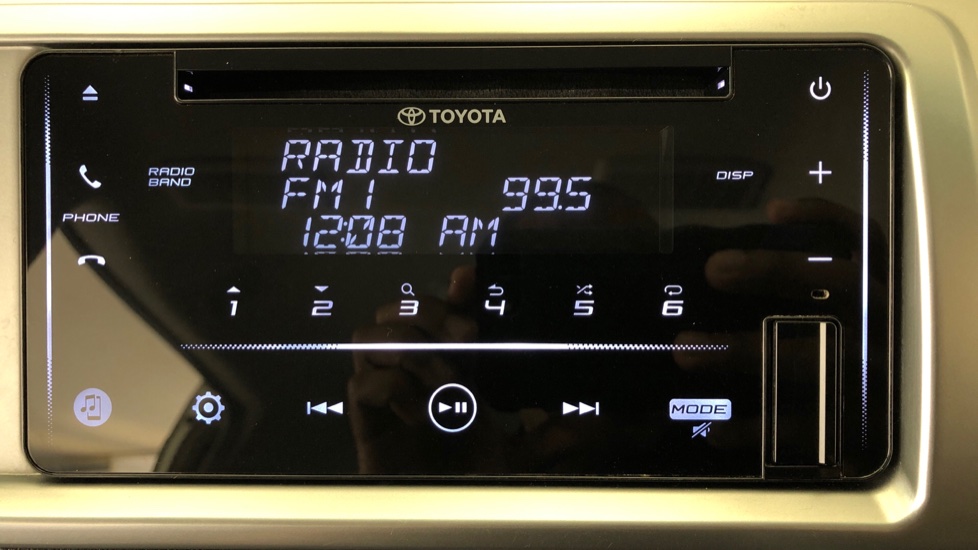 TOYOTA
RADIO
RADIO BAND
DISP
FM1 99.5
PHONE
12:08 AM
1 2 3 4 5 6
MODE